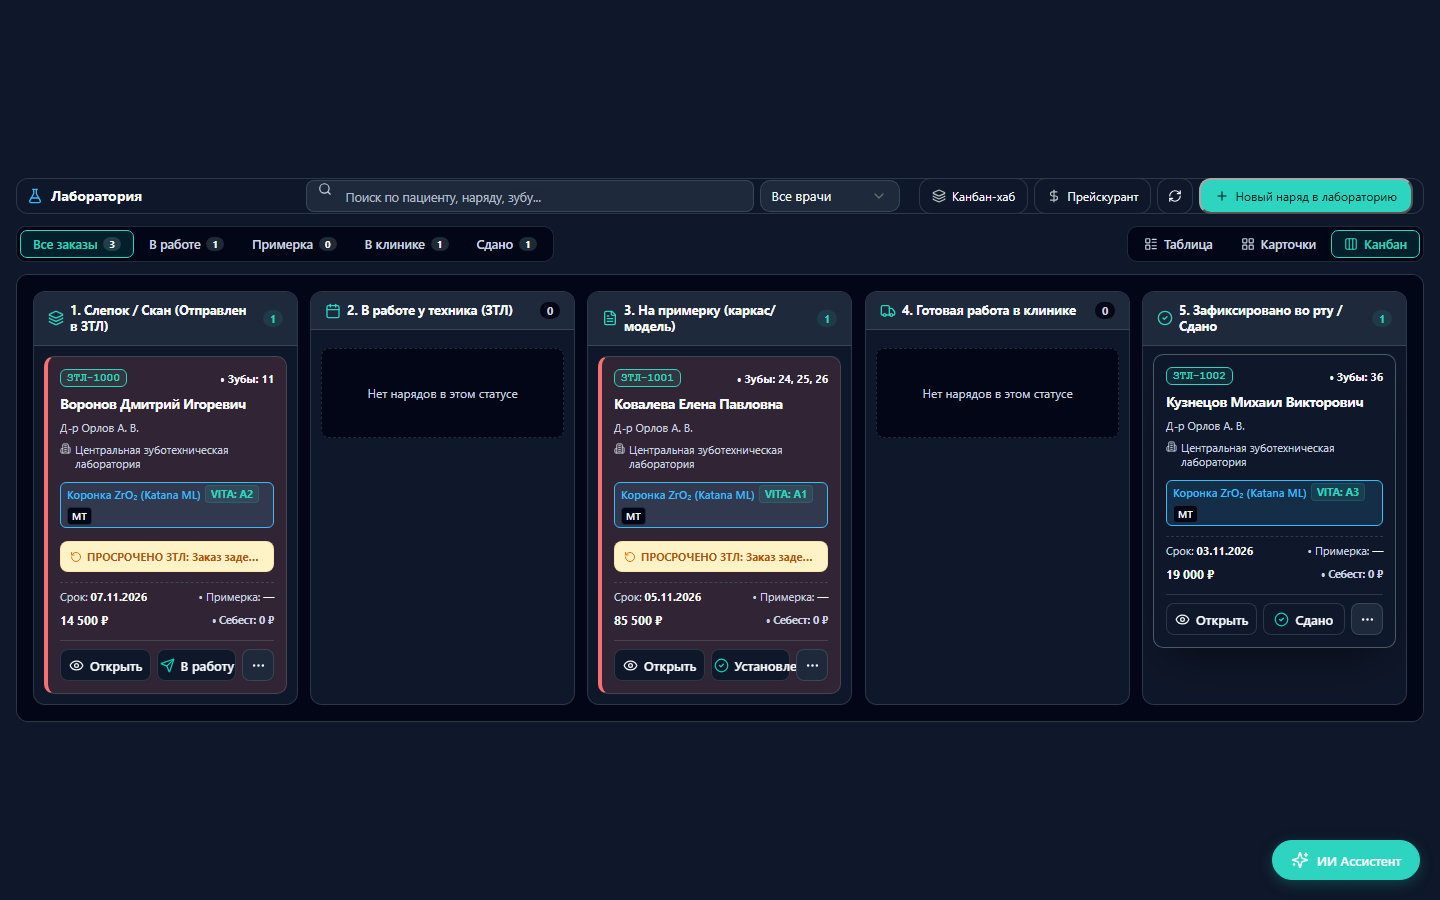 Лаборатория
Поиск по пациенту, наряду, зубу...
Все врачи
Канбан-хаб
Прейскурант
Новый наряд в лабораторию
Все заказы 3
В работе 1
Примерка 0
В клинике 1
Сдано 1
Таблица
Карточки
Канбан
1. Слепок / Скан (Отправлен
в ЗТЛ)
1
ЗТЛ-1000
• Зубы: 11
Воронов Дмитрий Игоревич
Д-р Орлов А. В.
Центральная зуботехническая
лаборатория
Коронка ZrO₂ (Katana ML) VITA: A2
МТ
ПРОСРОЧЕНО ЗТЛ: Заказ заде...
Срок: 07.11.2026
• Примерка: —
14 500 ₽
• Себест: 0 ₽
Открыть
В работу
...
2. В работе у техника (ЗТЛ)
0
Нет нарядов в этом статусе
3. На примерку (каркас/
модель)
1
ЗТЛ-1001
• Зубы: 24, 25, 26
Ковалева Елена Павловна
Д-р Орлов А. В.
Центральная зуботехническая
лаборатория
Коронка ZrO₂ (Katana ML) VITA: A1
МТ
ПРОСРОЧЕНО ЗТЛ: Заказ заде...
Срок: 05.11.2026
• Примерка: —
85 500 ₽
• Себест: 0 ₽
Открыть
Установле
...
4. Готовая работа в клинике
0
Нет нарядов в этом статусе
5. Зафиксировано во рту /
Сдано
1
ЗТЛ-1002
• Зубы: 36
Кузнецов Михаил Викторович
Д-р Орлов А. В.
Центральная зуботехническая
лаборатория
Коронка ZrO₂ (Katana ML) VITA: A3
МТ
Срок: 03.11.2026
• Примерка: —
19 000 ₽
• Себест: 0 ₽
Открыть
Сдано
...
ИИ Ассистент